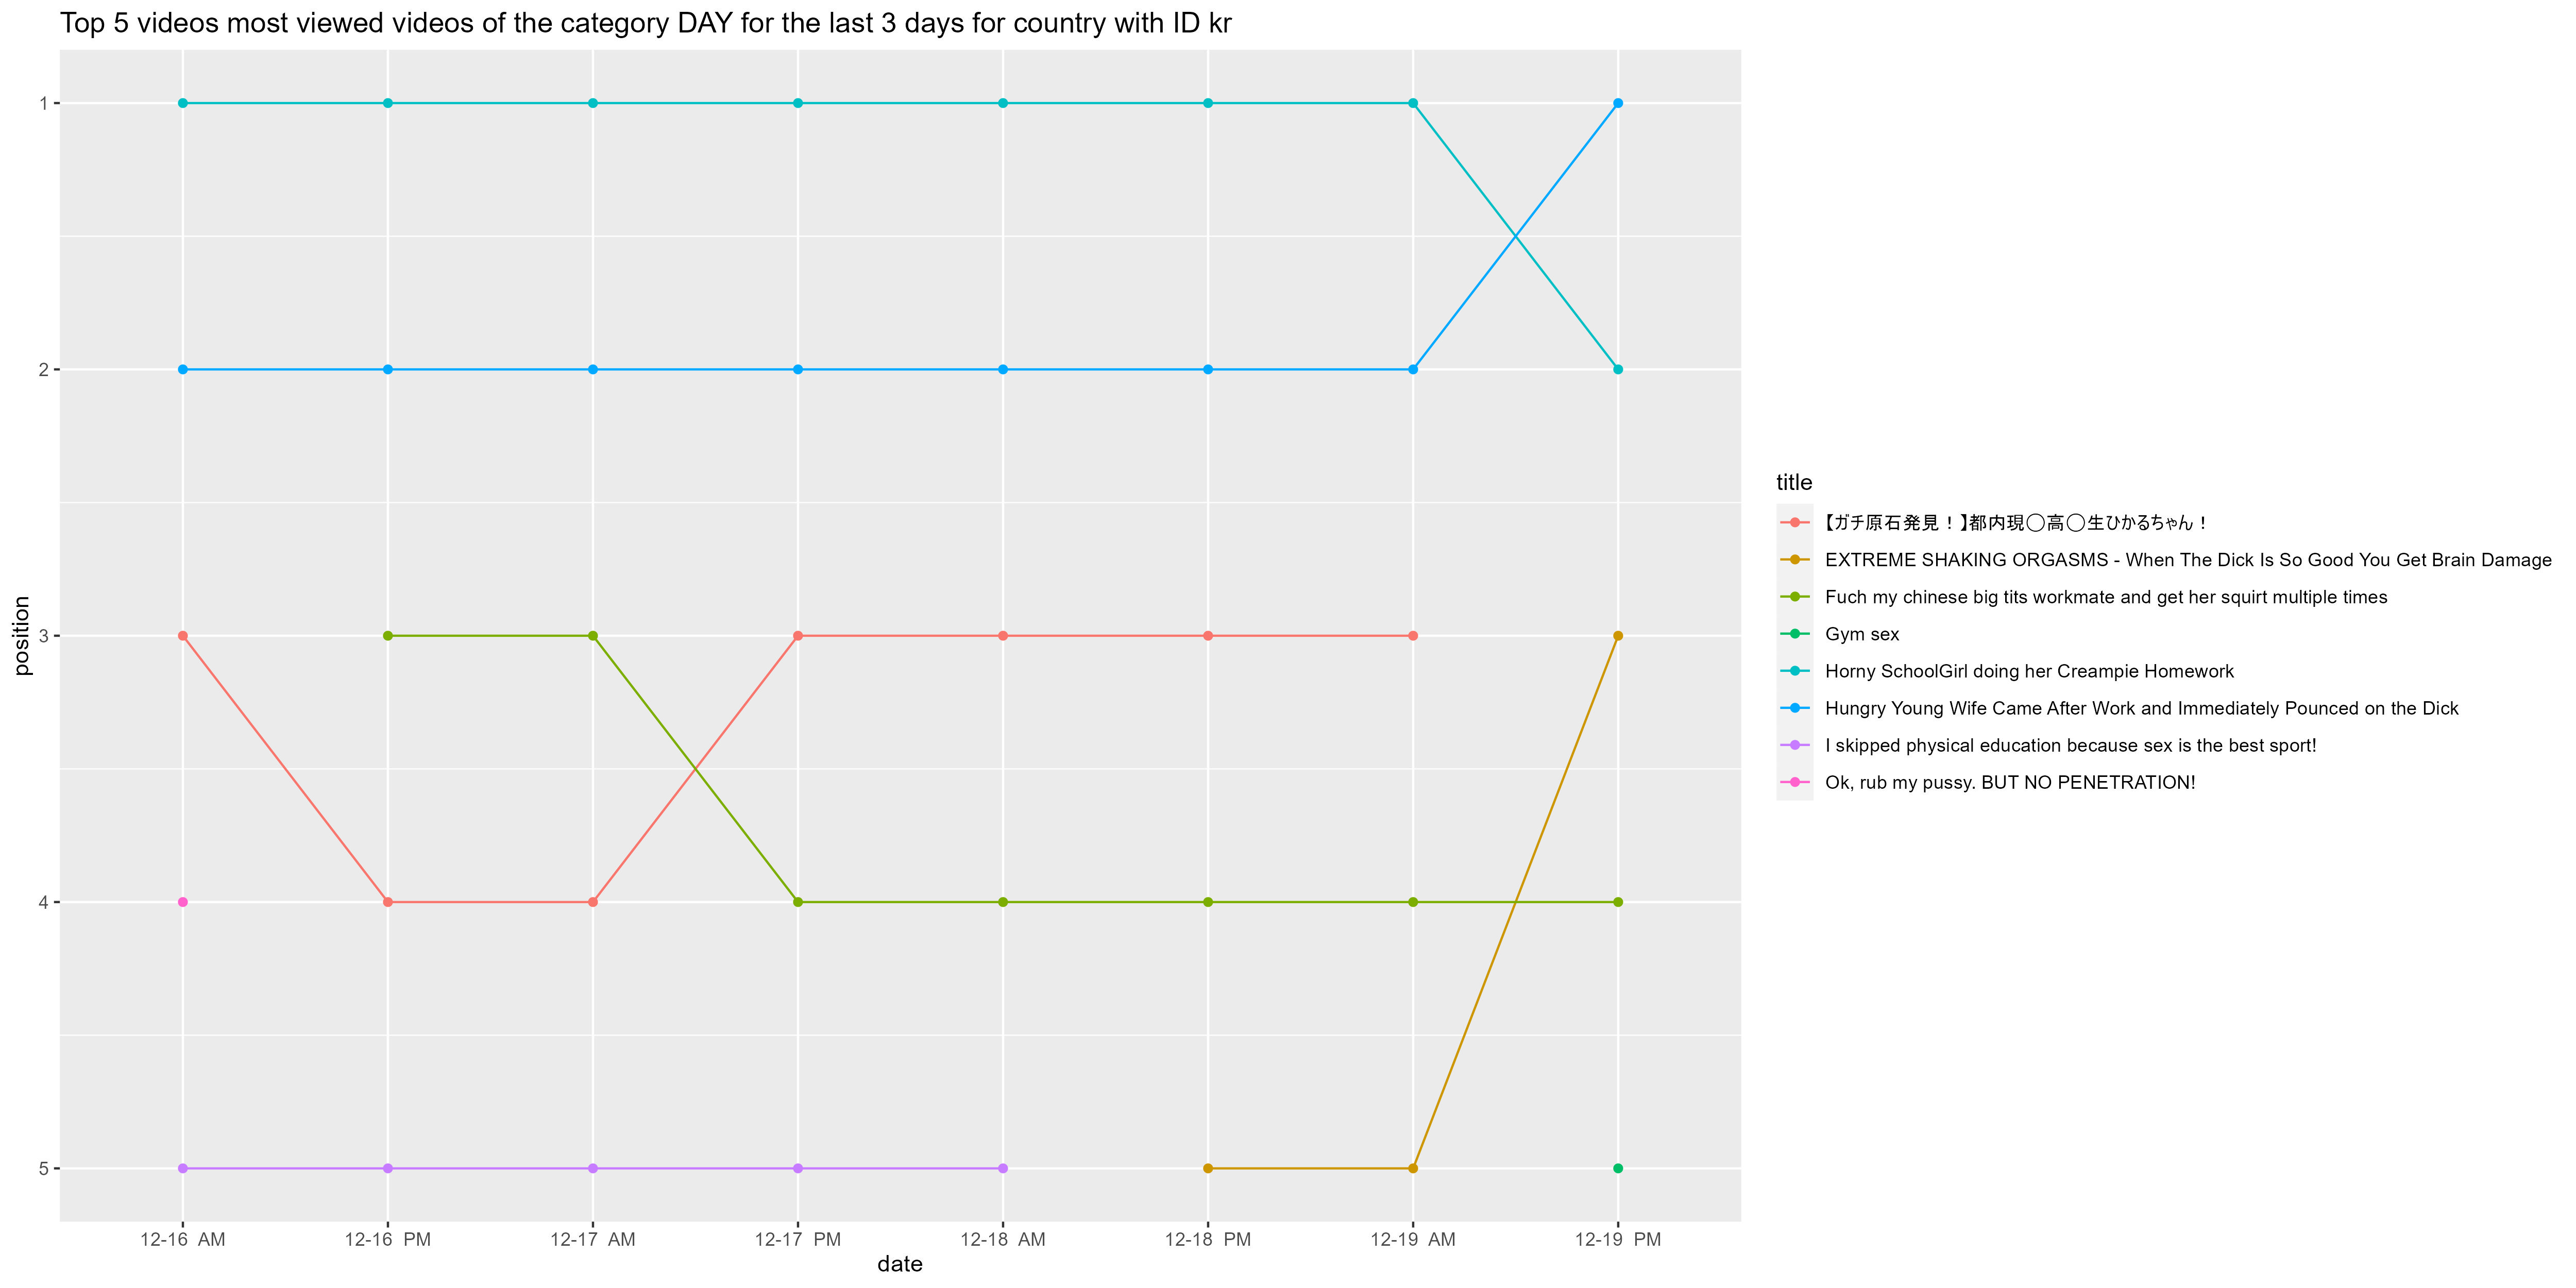 Top 5 videos most viewed videos of the category DAY for the last 3 days for country with ID kr
position
1
2
3
4
5
12-16 AM
12-16 PM
12-17 AM
12-17 PM
12-18 AM
12-18 PM
12-19 AM
12-19 PM
date
title
【ガチ原石発見！】都内現◯高◯生ひかるちゃん！
EXTREME SHAKING ORGASMS - When The Dick Is So Good You Get Brain Damage
Fuch my chinese big tits workmate and get her squirt multiple times
Gym sex
Horny SchoolGirl doing her Creampie Homework
Hungry Young Wife Came After Work and Immediately Pounced on the Dick
I skipped physical education because sex is the best sport!
Ok, rub my pussy. BUT NO PENETRATION!